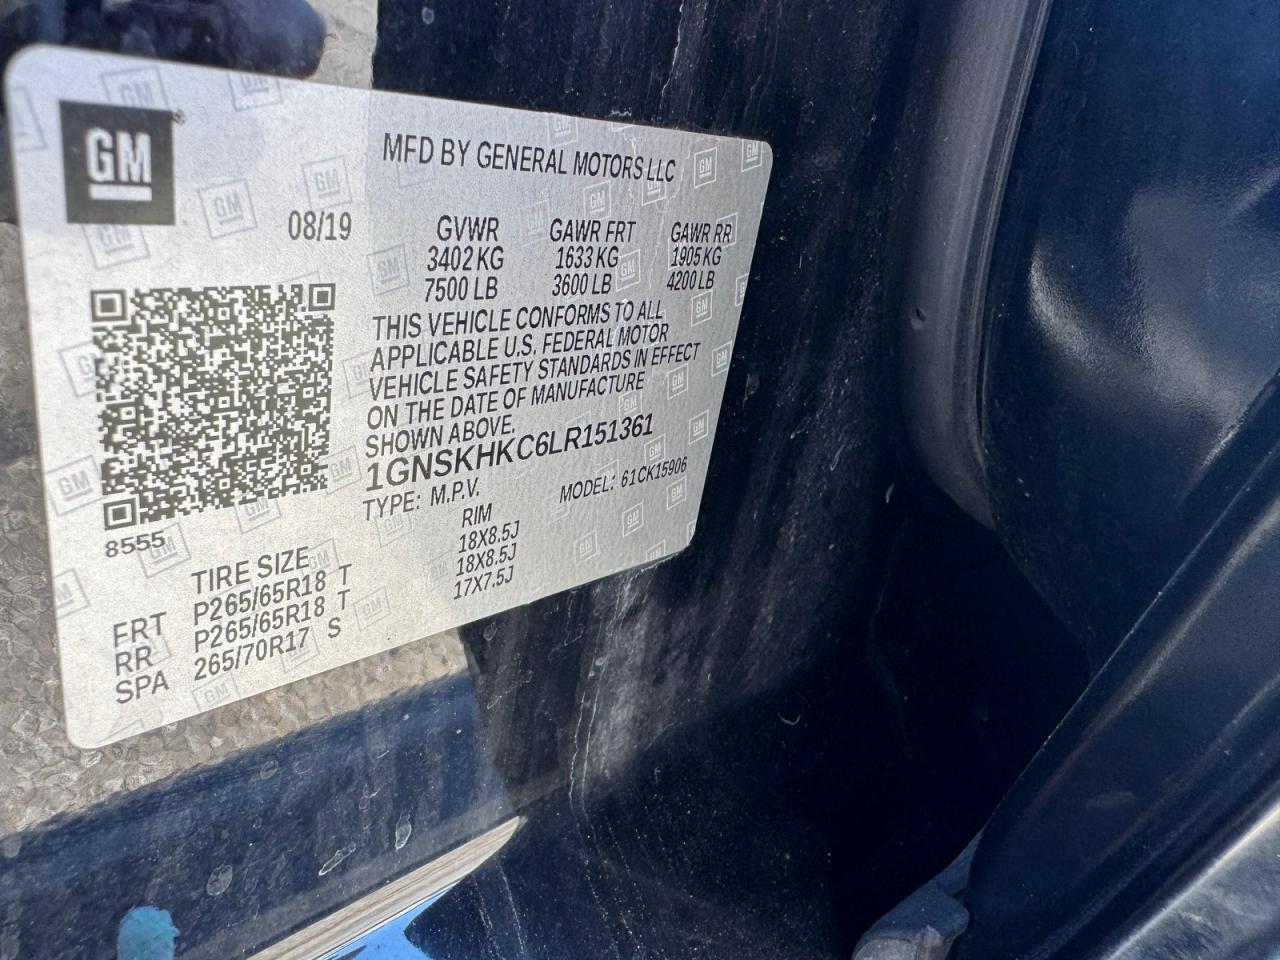 GM
MFD BY GENERAL MOTORS LLC
08/19
GVWR GAWR FRT GAWR RR
3402 KG 1633 KG 1905 KG
7500 LB 3600 LB 4200 LB
THIS VEHICLE CONFORMS TO ALL
APPLICABLE U.S. FEDERAL MOTOR
VEHICLE SAFETY STANDARDS IN EFFECT
ON THE DATE OF MANUFACTURE
SHOWN ABOVE.
1GNSKHKC6LR151361
TYPE: M.P.V. MODEL: 61CK15906
8555
TIRE SIZE RIM
FRT P265/65R18 T 18X8.5J
RR P265/65R18 T 18X8.5J
SPA 265/70R17 S 17X7.5J